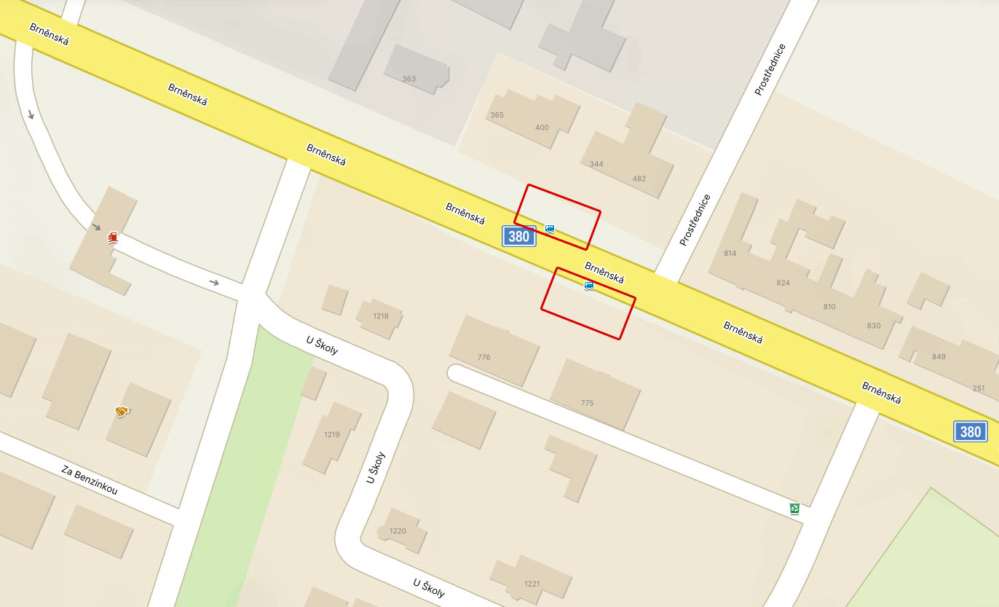 Brněnská
Prostřednice
363
Brněnská
365
400
Brněnská
344
482
Brněnská
380
Prostřednice
Brněnská
814
824
810
830
1218
Brněnská
U Školy
776
849
251
Brněnská
775
380
1219
U Školy
Za Benzinkou
1220
1221
U Školy